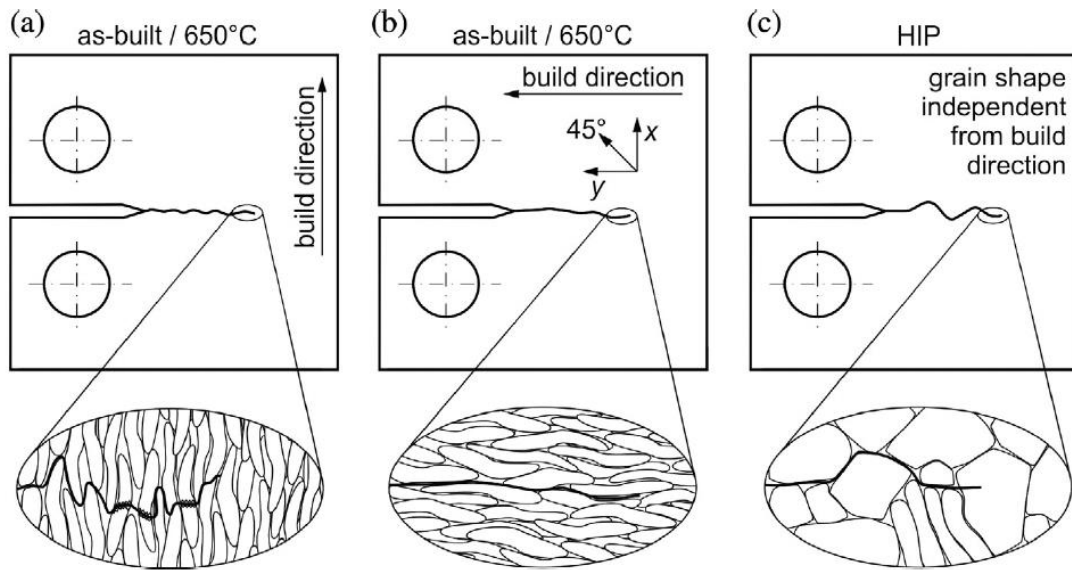 (a)
as-built / 650°C
build direction
(b)
as-built / 650°C
build direction
45°
x
y
(c)
HIP
grain shape
independent
from build
direction